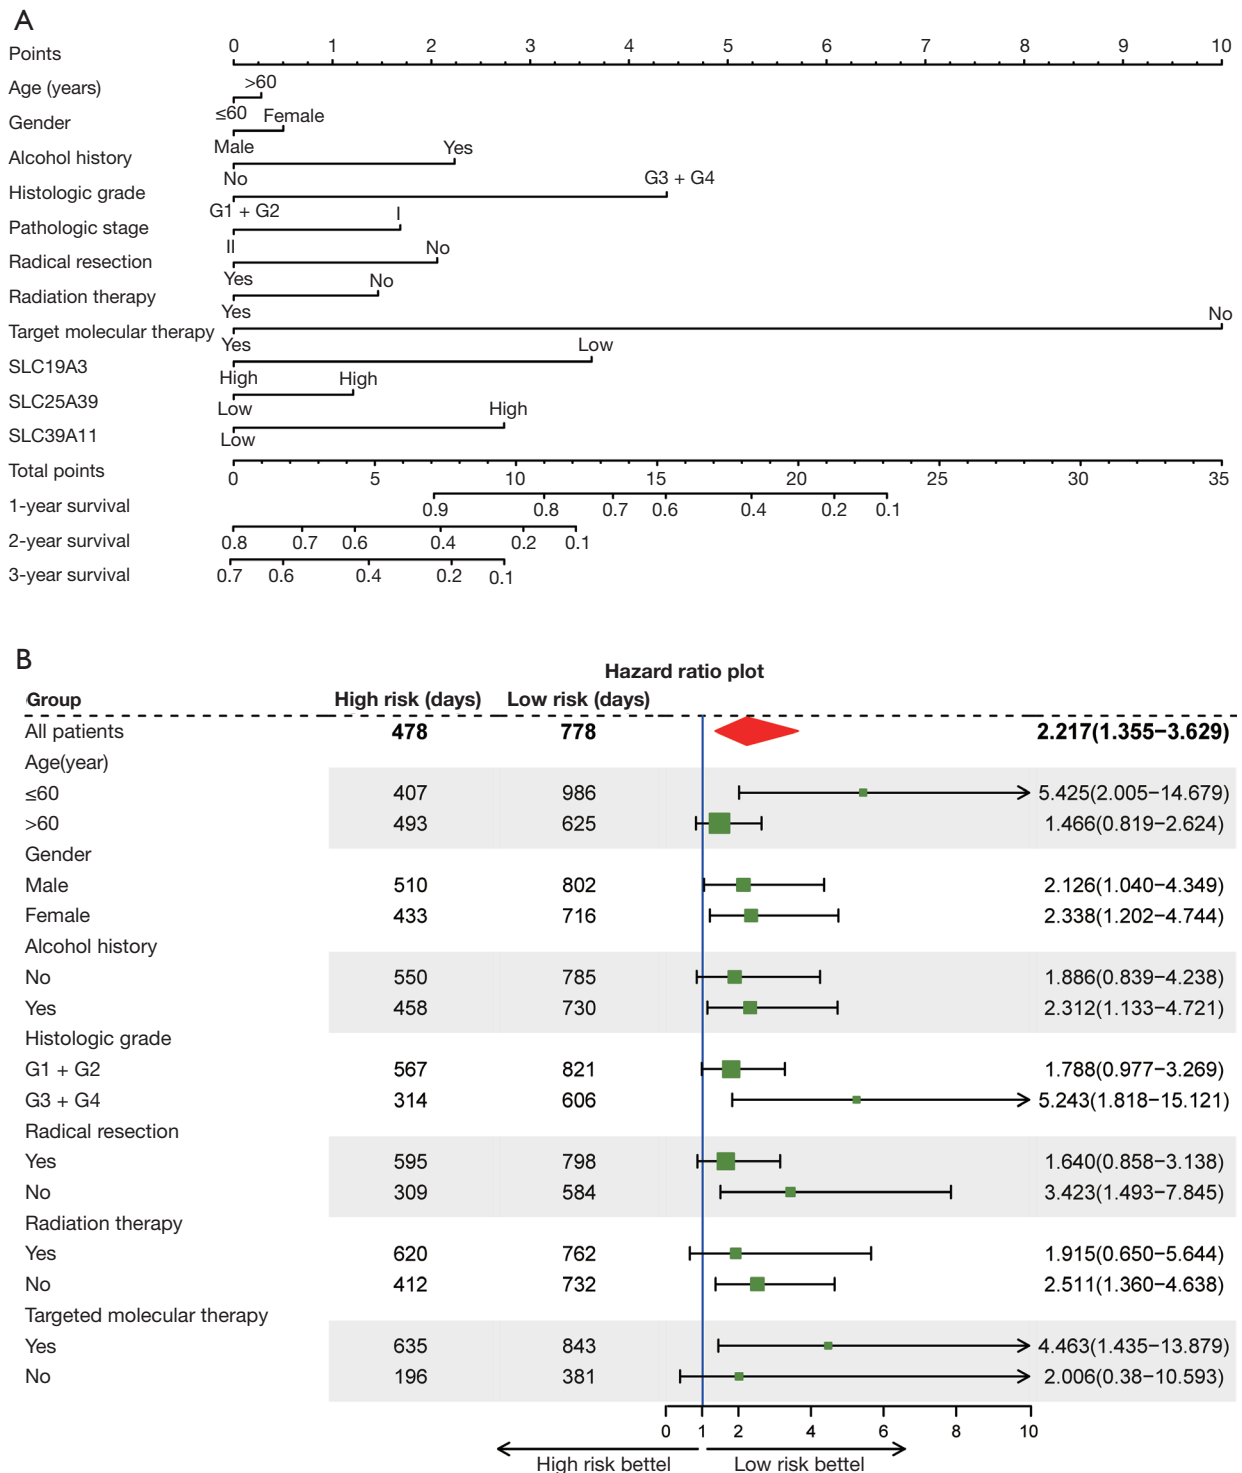 A
Points 0 1 2 3 4 5 6 7 8 9 10
>60
Age (years)
≤60 Female
Gender
Male Yes
Alcohol history
No G3 + G4
Histologic grade
G1 + G2 I
Pathologic stage
II No
Radical resection
Yes No
Radiation therapy
Yes No
Target molecular therapy
Yes Low
SLC19A3
High High
SLC25A39
Low High
SLC39A11
Low
Total points 0 5 10 15 20 25 30 35
1-year survival 0.9 0.8 0.7 0.6 0.4 0.2 0.1
2-year survival 0.8 0.7 0.6 0.4 0.2 0.1
3-year survival 0.7 0.6 0.4 0.2 0.1
B
Hazard ratio plot
Group High risk (days) Low risk (days)
All patients 478 778 2.217(1.355−3.629)
Age(year)
≤60 407 986 5.425(2.005−14.679)
>60 493 625 1.466(0.819−2.624)
Gender
Male 510 802 2.126(1.040−4.349)
Female 433 716 2.338(1.202−4.744)
Alcohol history
No 550 785 1.886(0.839−4.238)
Yes 458 730 2.312(1.133−4.721)
Histologic grade
G1 + G2 567 821 1.788(0.977−3.269)
G3 + G4 314 606 5.243(1.818−15.121)
Radical resection
Yes 595 798 1.640(0.858−3.138)
No 309 584 3.423(1.493−7.845)
Radiation therapy
Yes 620 762 1.915(0.650−5.644)
No 412 732 2.511(1.360−4.638)
Targeted molecular therapy
Yes 635 843 4.463(1.435−13.879)
No 196 381 2.006(0.38−10.593)
0 1 2 4 6 8 10
High risk bettel Low risk bettel